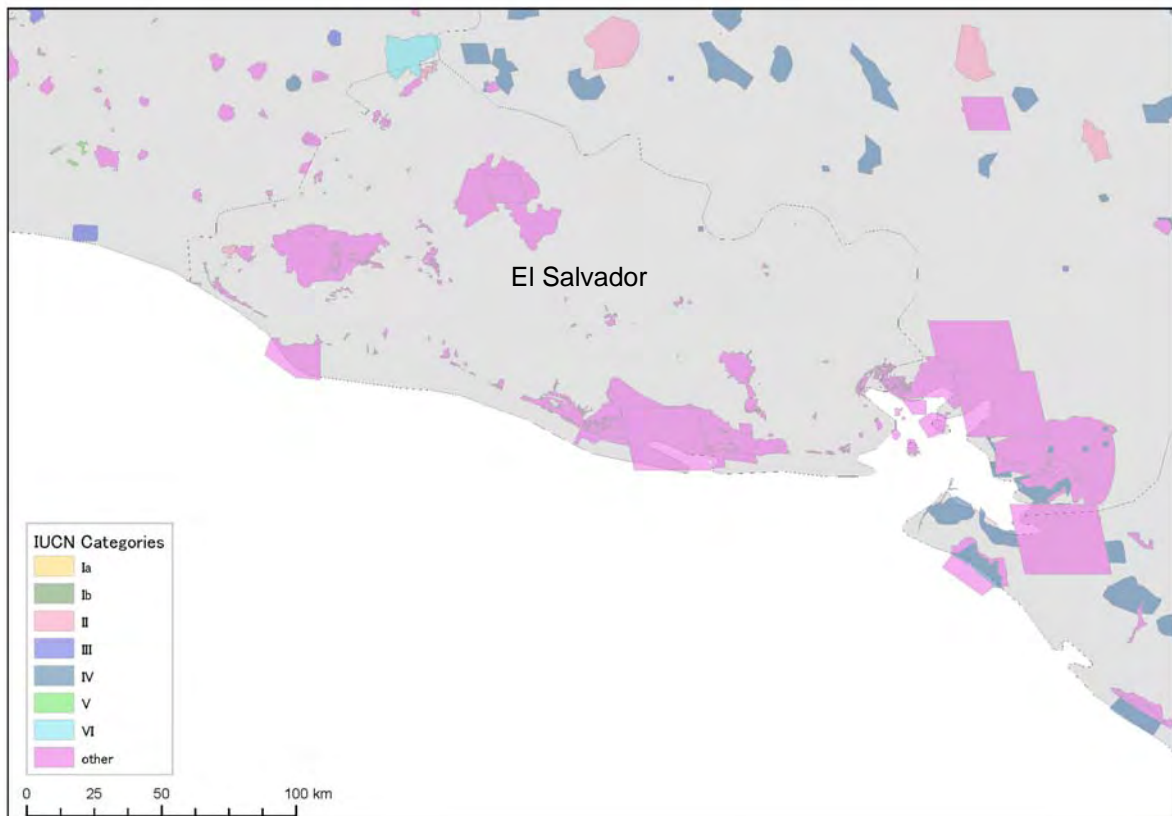 El Salvador
IUCN Categories
Ia
Ib
II
III
IV
V
VI
other
0 25 50 100 km